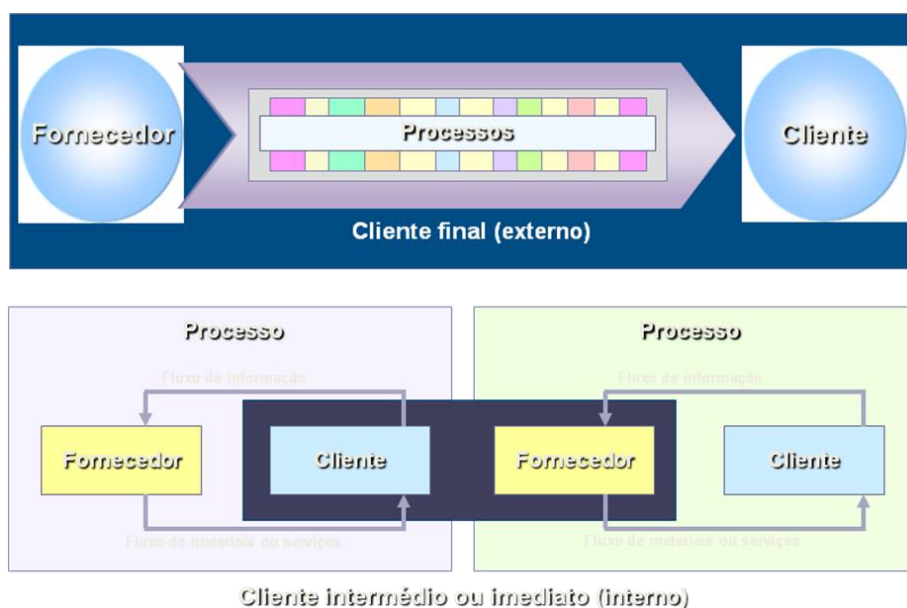 Fornecedor
Processos
Cliente
Cliente final (externo)
Processo
Fluxo de informação
Fornecedor
Cliente
Fluxo de materiais ou serviços
Processo
Fluxo de informação
Fornecedor
Cliente
Fluxo de materiais ou serviços
Cliente intermédio ou imediato (interno)